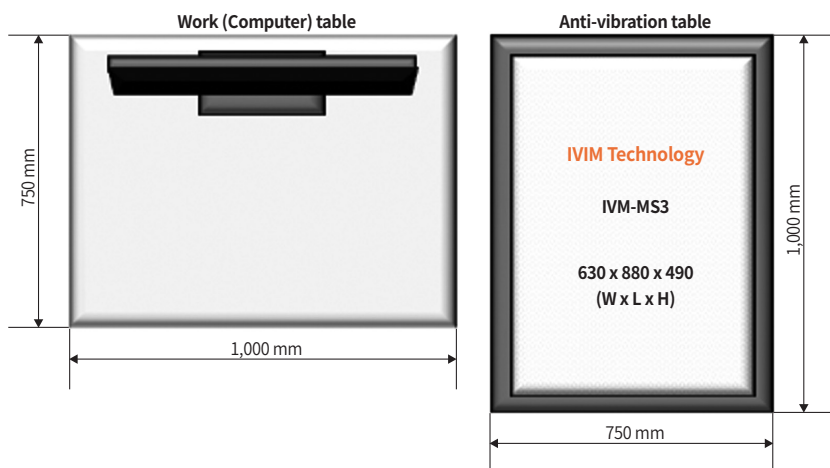 Work (Computer) table
750 mm
1,000 mm
Anti-vibration table
IVIM Technology
IVM-MS3
630 x 880 x 490
(W x L x H)
1,000 mm
750 mm